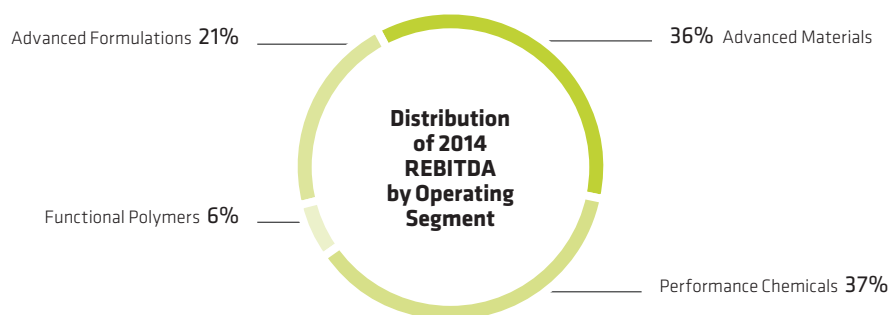 Advanced Formulations 21%
36% Advanced Materials
Distribution
of 2014
REBITDA
by Operating
Segment
Functional Polymers 6%
Performance Chemicals 37%